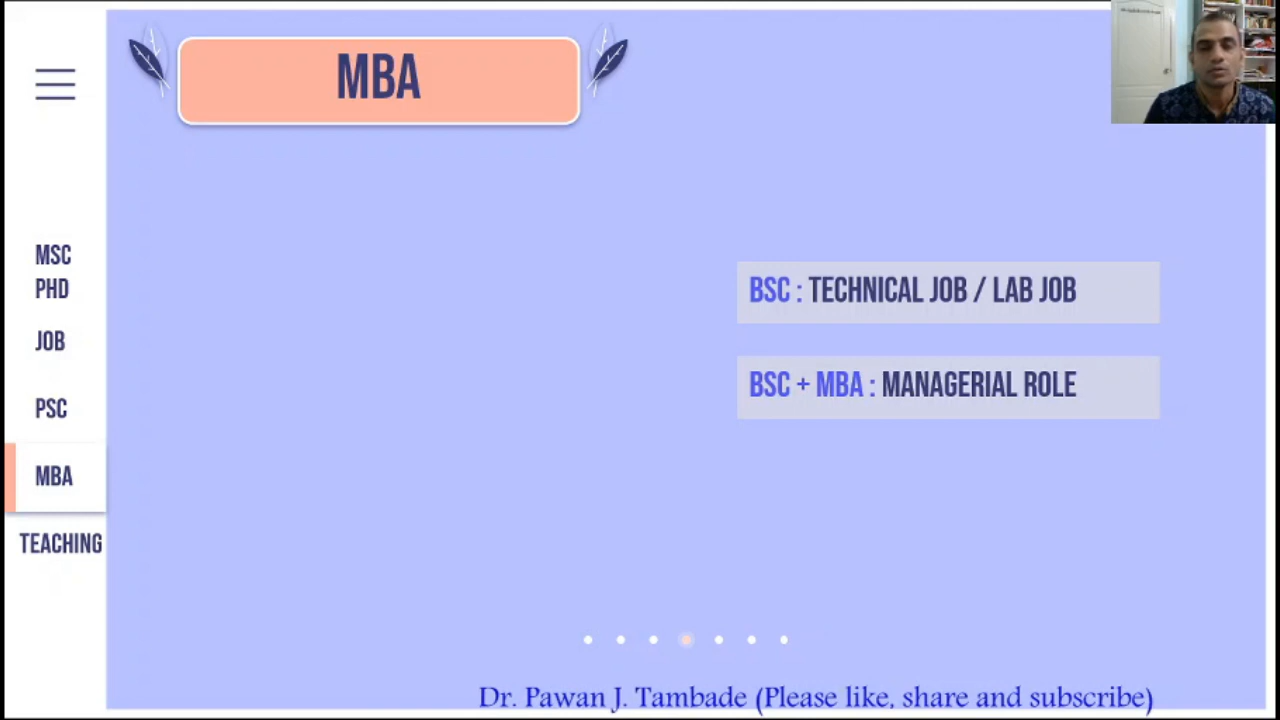 MBA
MSC
PHD
JOB
PSC
MBA
TEACHING
BSC : TECHNICAL JOB / LAB JOB
BSC + MBA : MANAGERIAL ROLE
Dr. Pawan J. Tambade (Please like, share and subscribe)